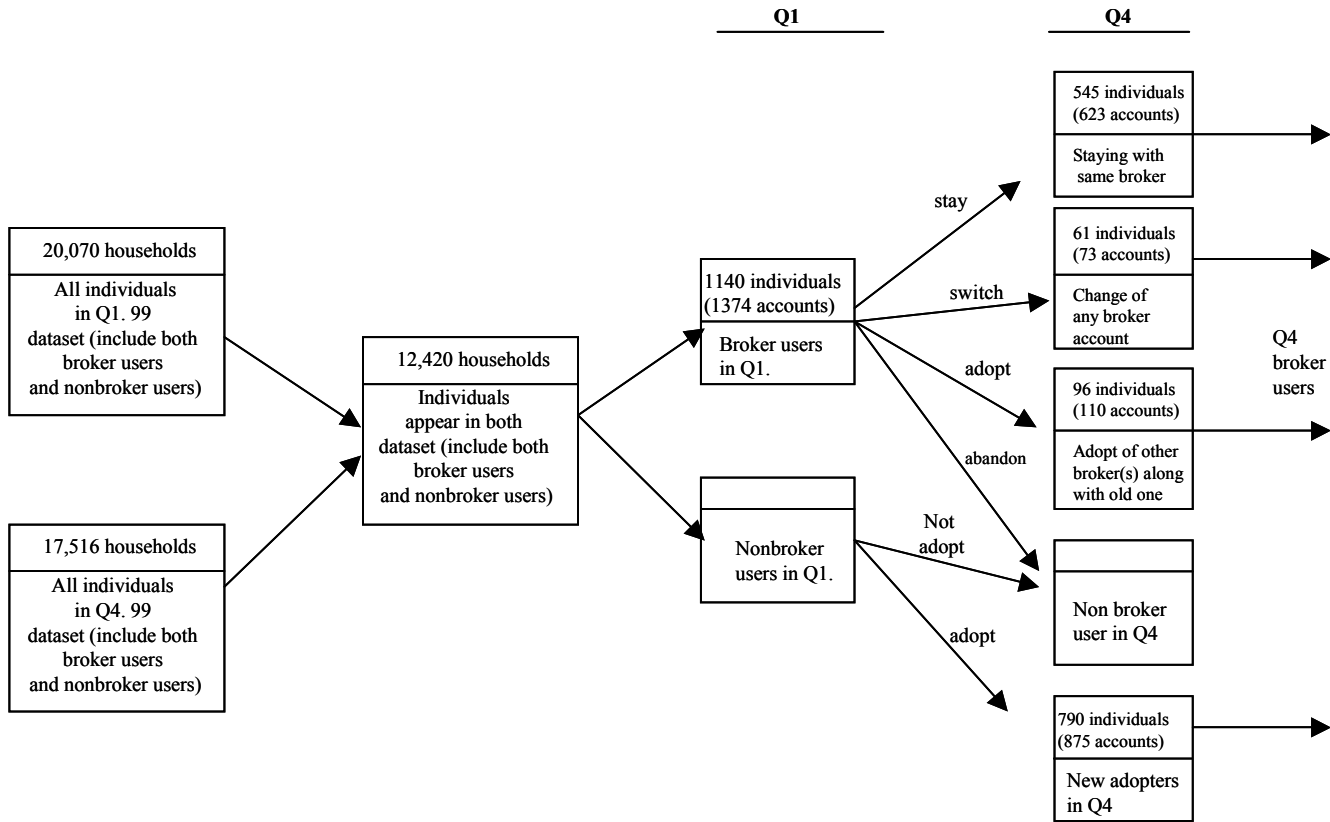 Q1
Q4
20,070 households
All individuals
in Q1. 99
dataset (include both
broker users
and nonbroker users)
17,516 households
All individuals
in Q4. 99
dataset (include both
broker users
and nonbroker users)
12,420 households
Individuals
appear in both
dataset (include both
broker users
and nonbroker users)
1140 individuals
(1374 accounts)
Broker users
in Q1.
Nonbroker
users in Q1.
stay
switch
adopt
abandon
Not
adopt
adopt
545 individuals
(623 accounts)
Staying with
same broker
61 individuals
(73 accounts)
Change of
any broker
account
96 individuals
(110 accounts)
Adopt of other
broker(s) along
with old one
Non broker
user in Q4
790 individuals
(875 accounts)
New adopters
in Q4
Q4
broker
users